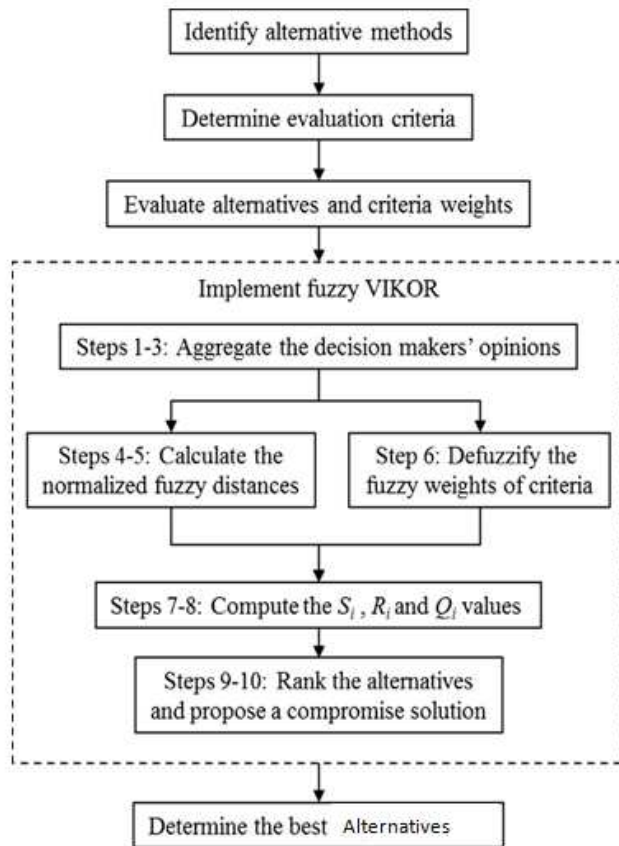 Identify alternative methods
Determine evaluation criteria
Evaluate alternatives and criteria weights
Implement fuzzy VIKOR
Steps 1-3: Aggregate the decision makers’ opinions
Steps 4-5: Calculate the
normalized fuzzy distances
Step 6: Defuzzify the
fuzzy weights of criteria
Steps 7-8: Compute the Si , Ri and Qi values
Steps 9-10: Rank the alternatives
and propose a compromise solution
Determine the best Alternatives